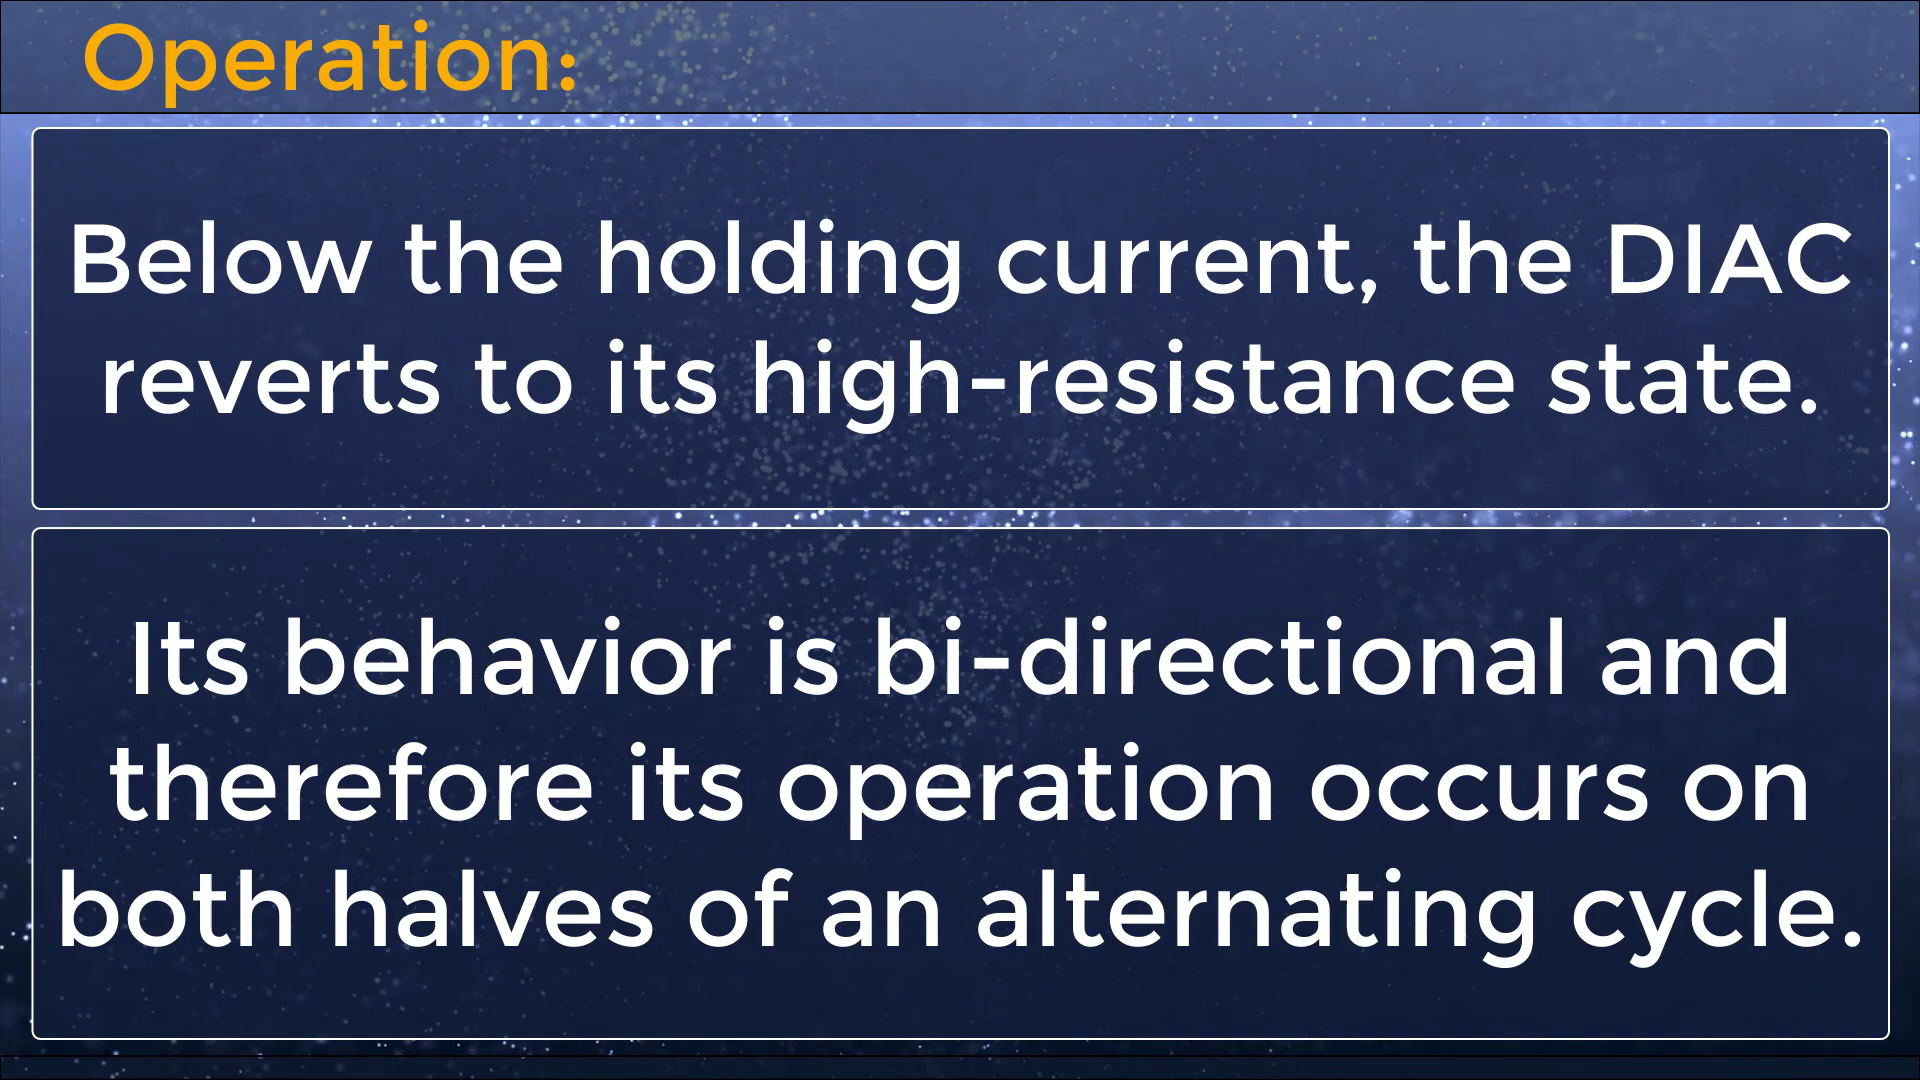 Operation:
Below the holding current, the DIAC
reverts to its high-resistance state.
Its behavior is bi-directional and
therefore its operation occurs on
both halves of an alternating cycle.